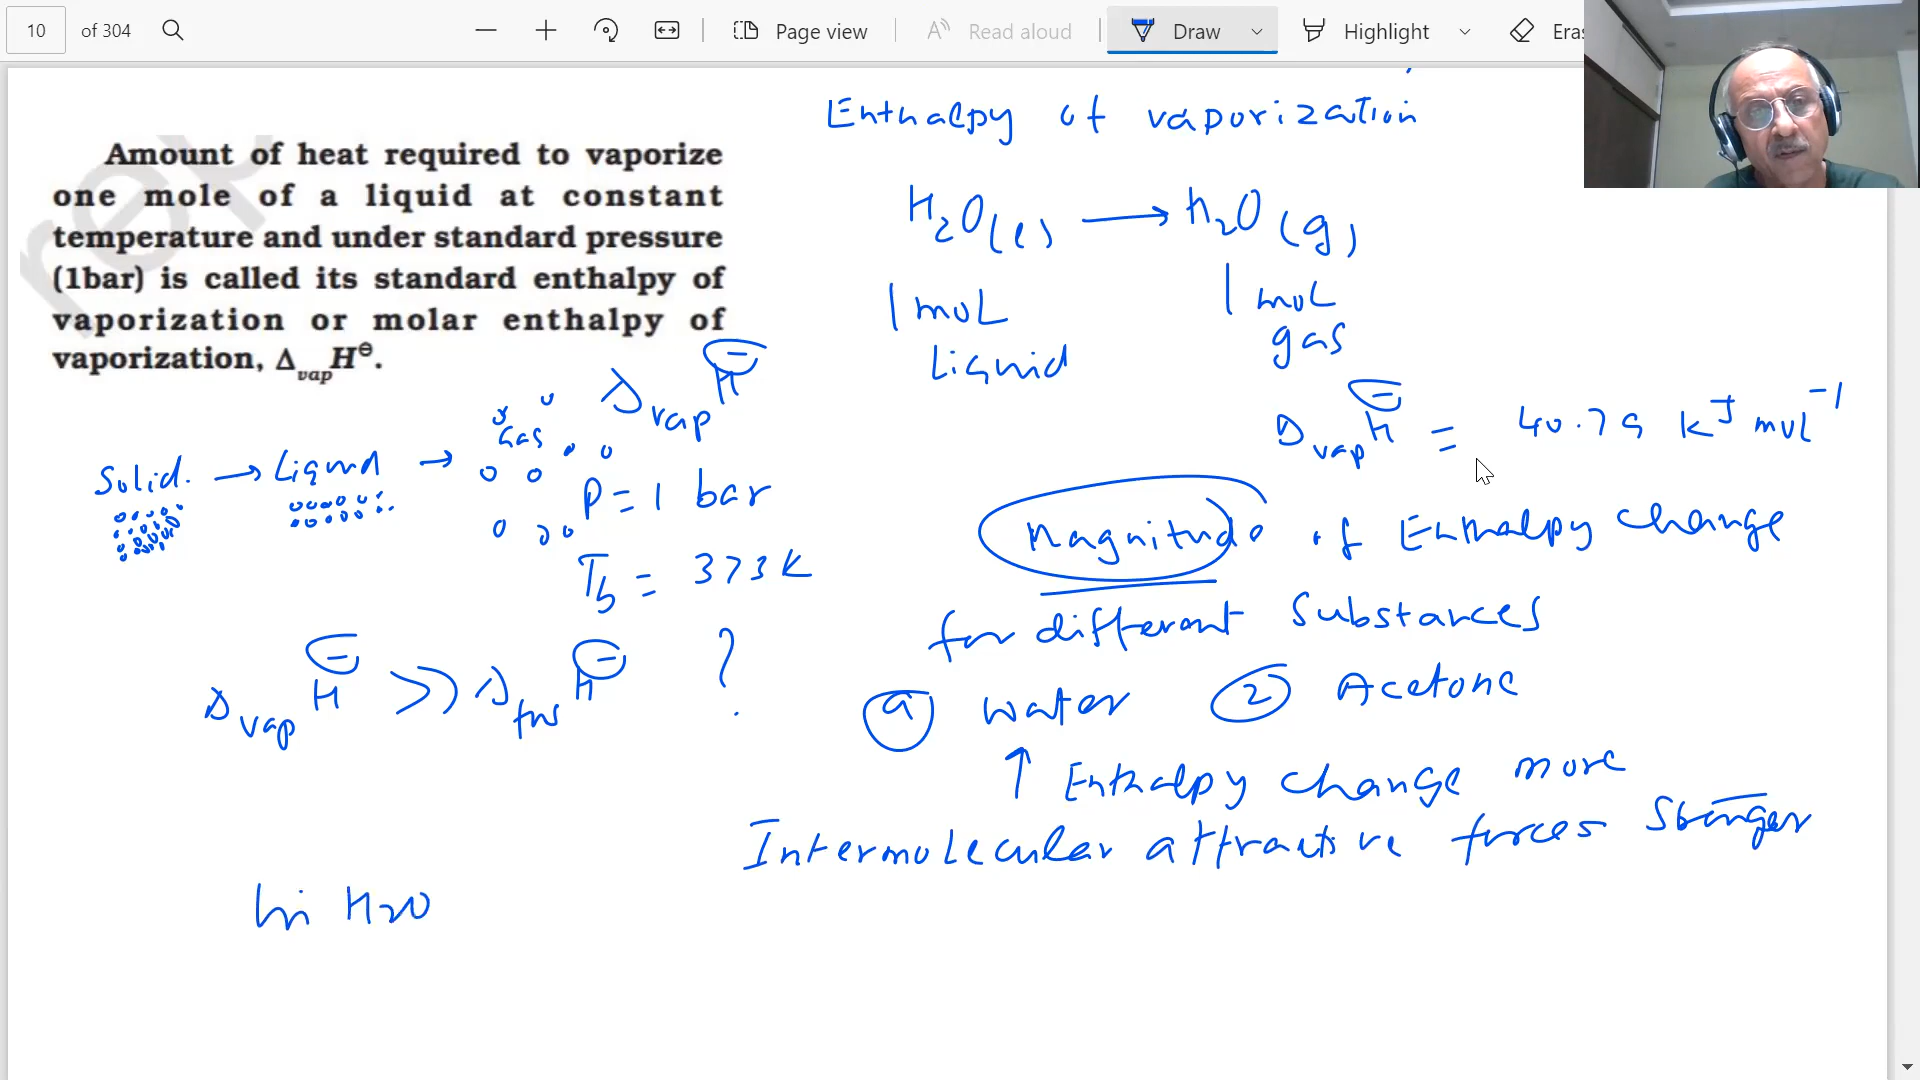 10 of 304 Page view Read aloud Draw Highlight
Enthalpy of vaporization
Amount of heat required to vaporize
one mole of a liquid at constant
temperature and under standard pressure
(1bar) is called its standard enthalpy of
vaporization or molar enthalpy of
vaporization, ΔvapH⊖.
H2O(l) → H2O(g)
1 mol 1 mol
Liquid gas
ΔvapH⊖
ΔvapH⊖ = 40.79 kJ mol-1
Solid. → Liquid → Gas
P = 1 bar
Tb = 373 K
ΔvapH⊖ >> ΔfusH⊖ ?
Magnitude of Enthalpy change
for different substances
a water 2 Acetone
↑ Enthalpy change more
Intermolecular attractive forces stronger
in H2O